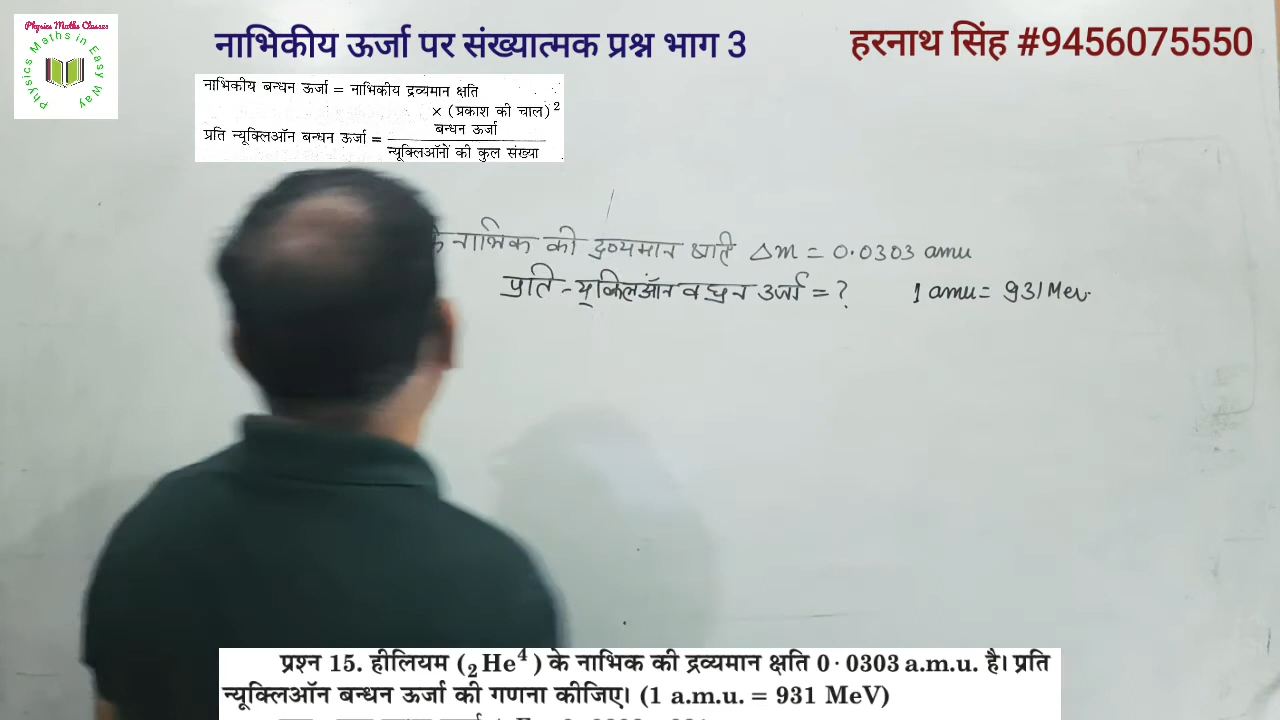 Physics Maths Classes
Physics Maths in Easy Way
नाभिकीय ऊर्जा पर संख्यात्मक प्रश्न भाग 3
हरनाथ सिंह #9456075550
नाभिकीय बन्धन ऊर्जा = नाभिकीय द्रव्यमान क्षति
× (प्रकाश की चाल)²
प्रति न्यूक्लिऑन बन्धन ऊर्जा = बन्धन ऊर्जा
न्यूक्लिऑनों की कुल संख्या
के नाभिक की द्रव्यमान क्षति Δm = 0.0303 amu
प्रति न्यूक्लिऑन बन्धन उर्जा = ? 1 amu = 931 Mev.
प्रश्न 15. हीलियम (₂He⁴) के नाभिक की द्रव्यमान क्षति 0·0303 a.m.u. है। प्रति
न्यूक्लिऑन बन्धन ऊर्जा की गणना कीजिए। (1 a.m.u. = 931 MeV)